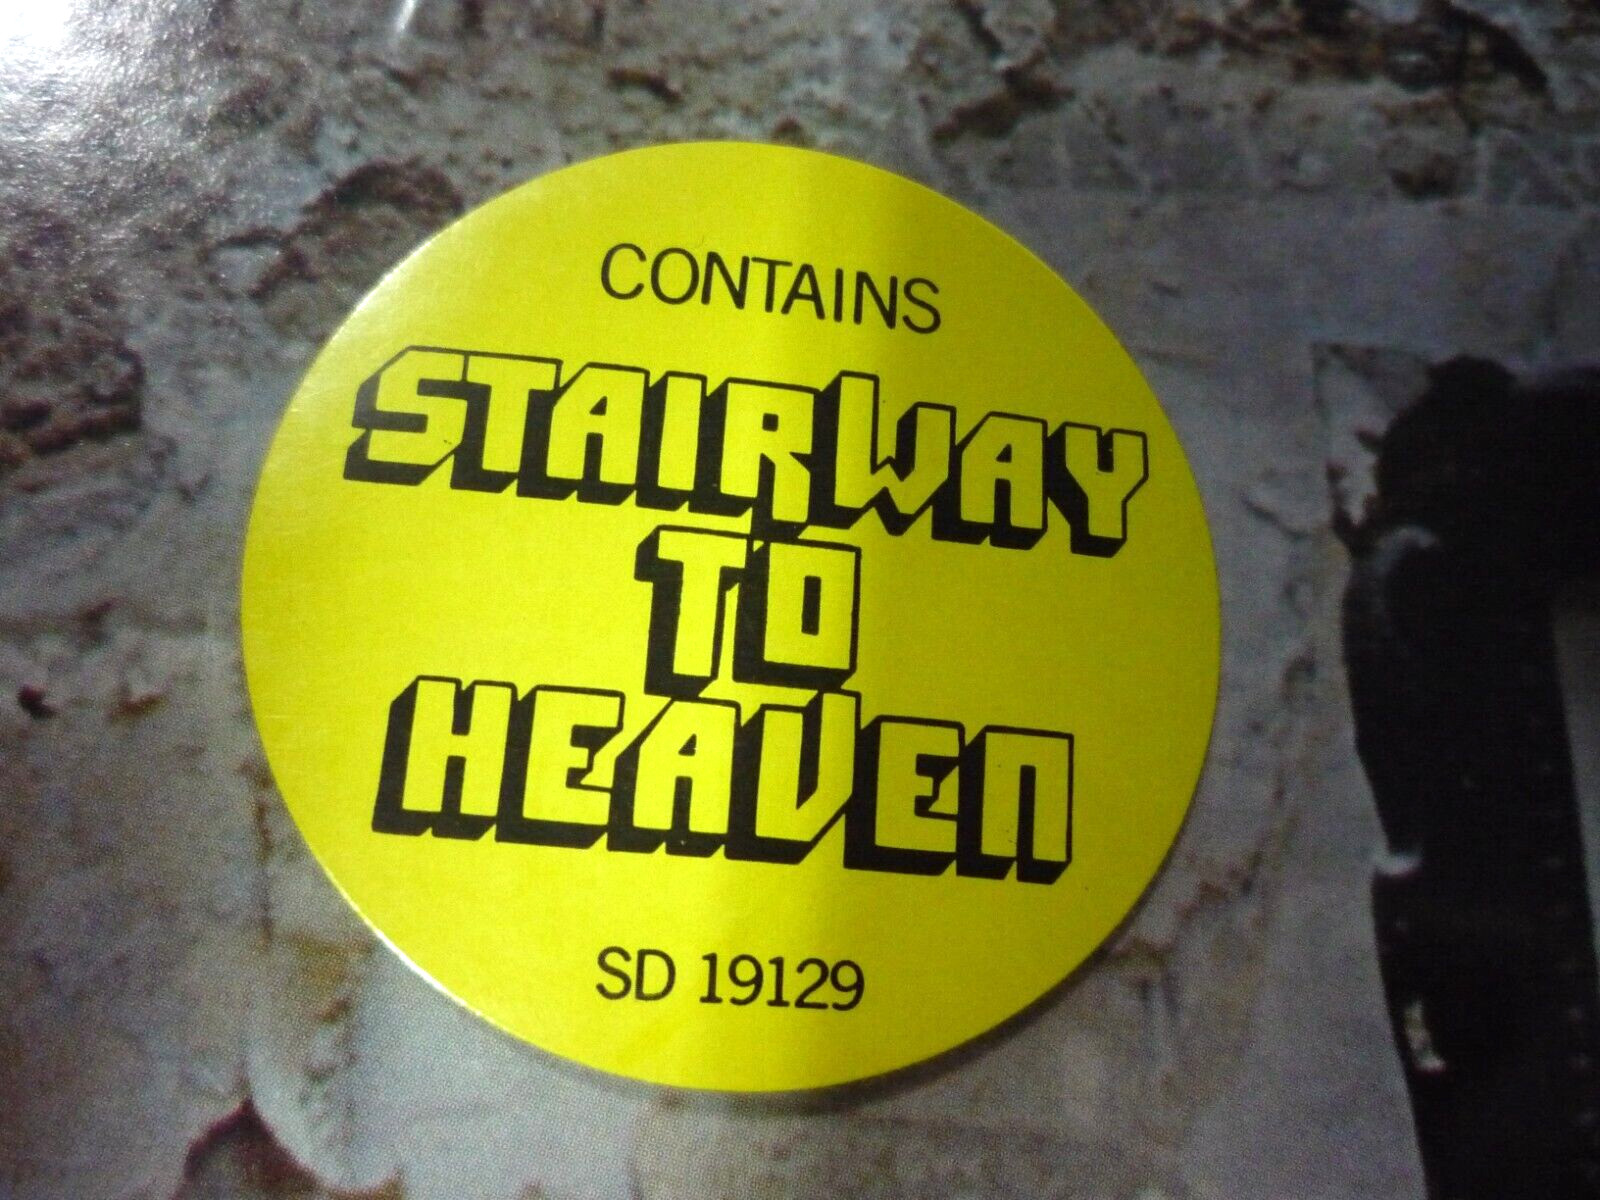 CONTAINS
STAIRWAY
TO
HEAVEN
SD 19129